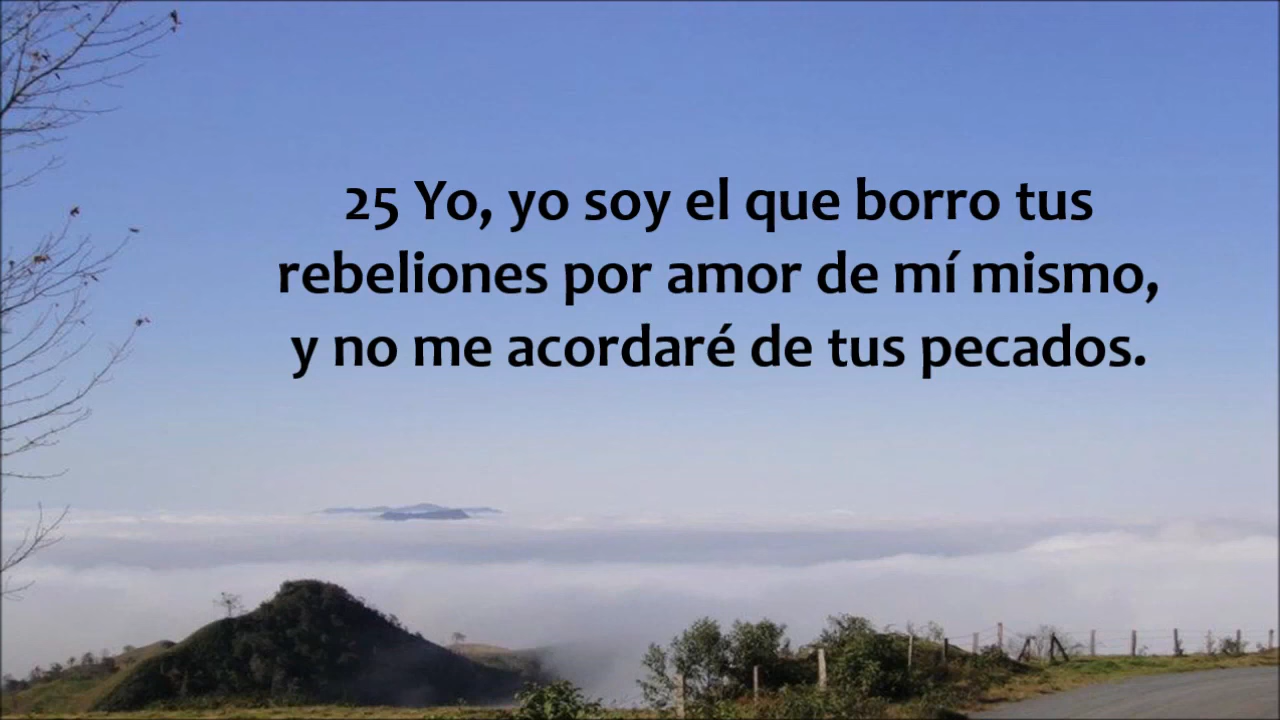 25 Yo, yo soy el que borro tus
rebeliones por amor de mí mismo,
y no me acordaré de tus pecados.